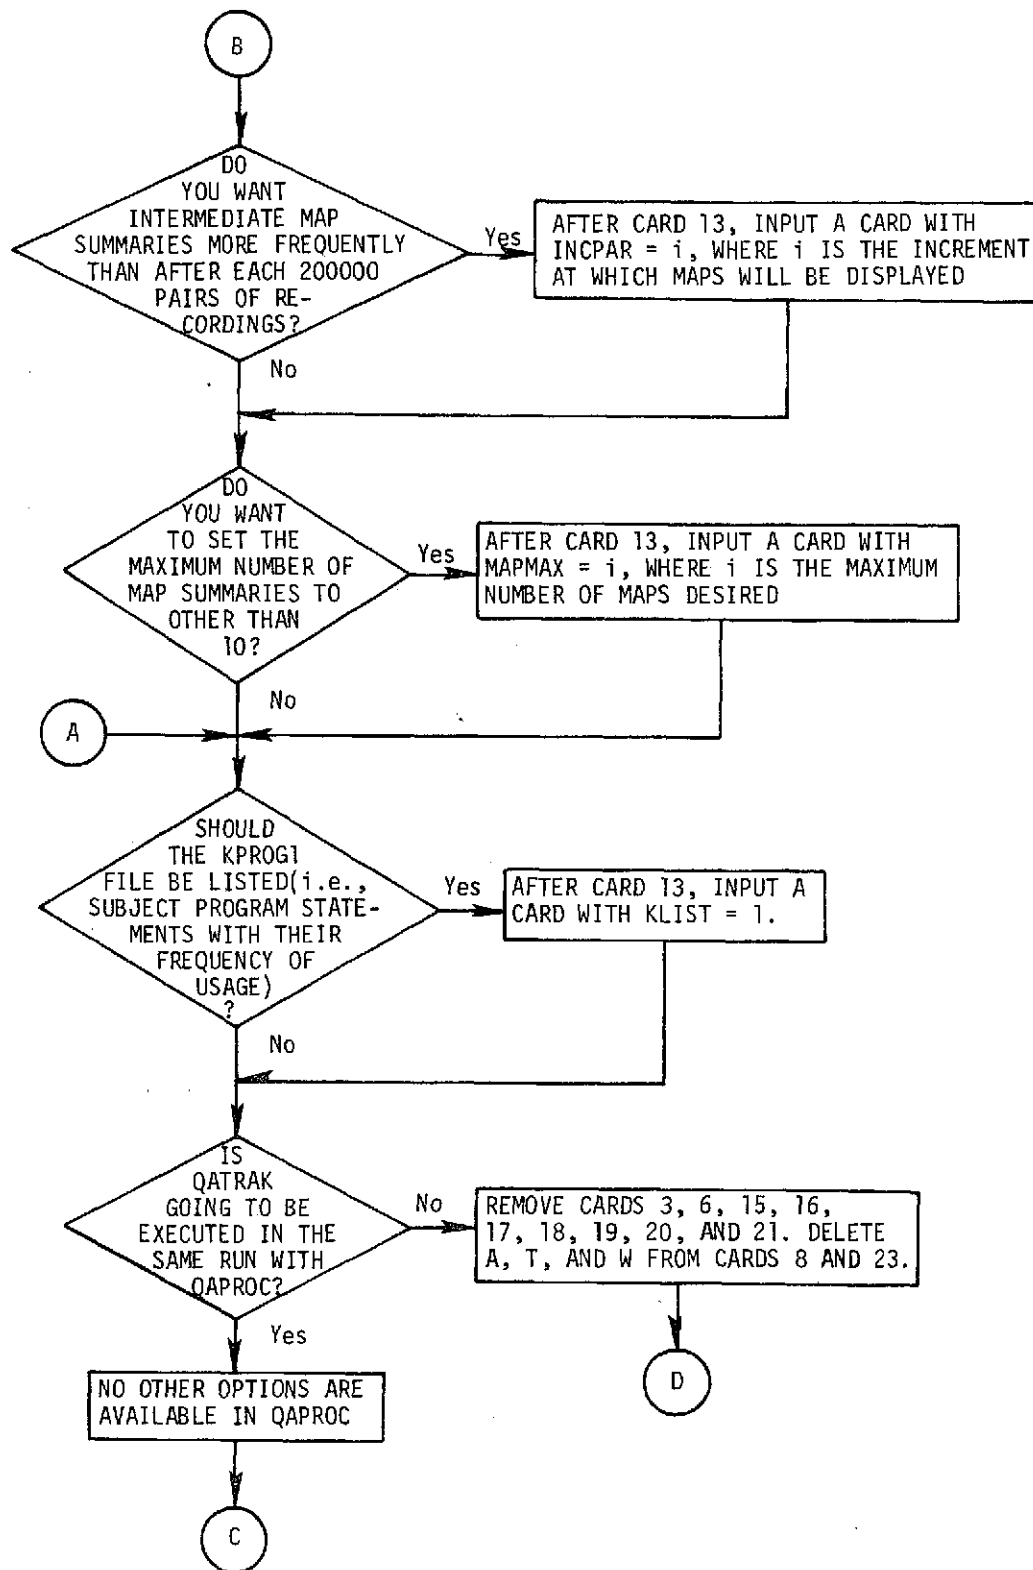 B
DO
YOU WANT
INTERMEDIATE MAP
SUMMARIES MORE FREQUENTLY
THAN AFTER EACH 200000
PAIRS OF RE-
CORDINGS?
Yes
AFTER CARD 13, INPUT A CARD WITH
INCPAR = i, WHERE i IS THE INCREMENT
AT WHICH MAPS WILL BE DISPLAYED
No
DO
YOU WANT
TO SET THE
MAXIMUM NUMBER OF
MAP SUMMARIES TO
OTHER THAN
10?
Yes
AFTER CARD 13, INPUT A CARD WITH
MAPMAX = i, WHERE i IS THE MAXIMUM
NUMBER OF MAPS DESIRED
No
A
SHOULD
THE KPROG1
FILE BE LISTED(i.e.,
SUBJECT PROGRAM STATE-
MENTS WITH THEIR
FREQUENCY OF
USAGE)
?
Yes
AFTER CARD 13, INPUT A
CARD WITH KLIST = 1.
No
IS
QATRAK
GOING TO BE
EXECUTED IN THE
SAME RUN WITH
QAPROC?
No
REMOVE CARDS 3, 6, 15, 16,
17, 18, 19, 20, AND 21. DELETE
A, T, AND W FROM CARDS 8 AND 23.
Yes
D
NO OTHER OPTIONS ARE
AVAILABLE IN QAPROC
C